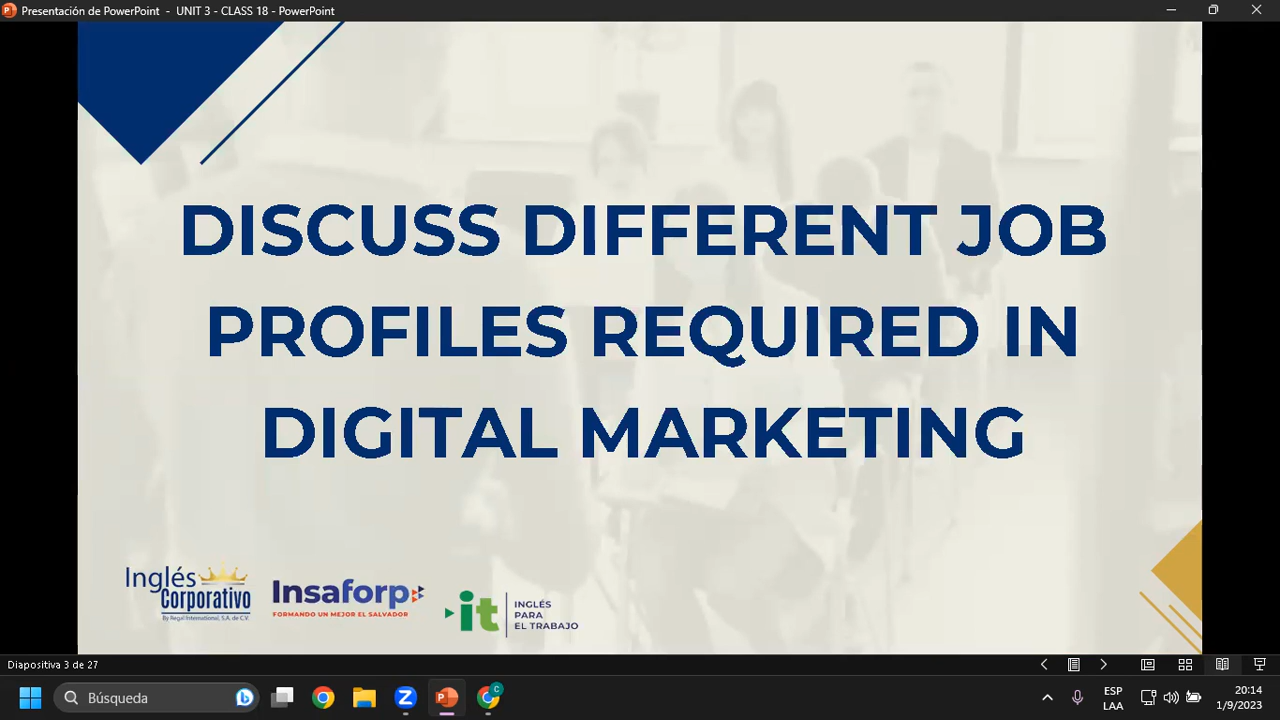 Presentación de PowerPoint - UNIT 3 - CLASS 18 - PowerPoint
DISCUSS DIFFERENT JOB
PROFILES REQUIRED IN
DIGITAL MARKETING
Inglés
Corporativo
By Regal International, S.A. de C.V.
Insaforp
FORMANDO UN MEJOR EL SALVADOR
it
INGLÉS
PARA
EL TRABAJO
Diapositiva 3 de 27
Búsqueda
ESP
LAA
20:14
1/9/2023